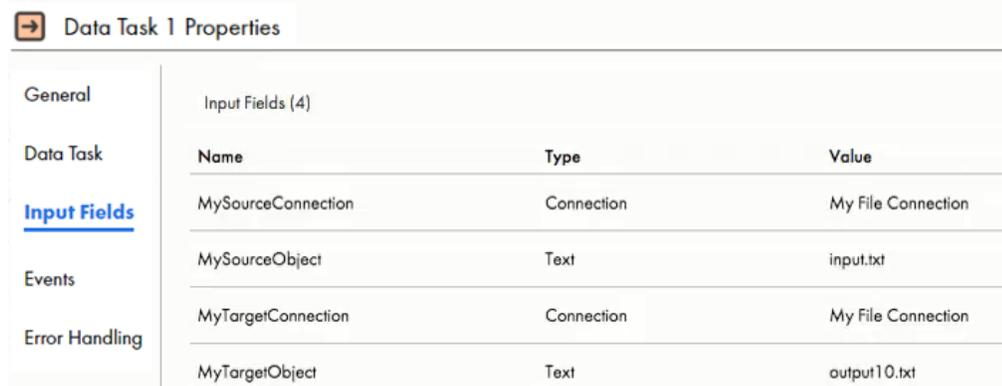 Data Task 1 Properties
General
Data Task
Input Fields
Events
Error Handling
Input Fields (4)
Name Type Value
MySourceConnection Connection My File Connection
MySourceObject Text input.txt
MyTargetConnection Connection My File Connection
MyTargetObject Text output10.txt